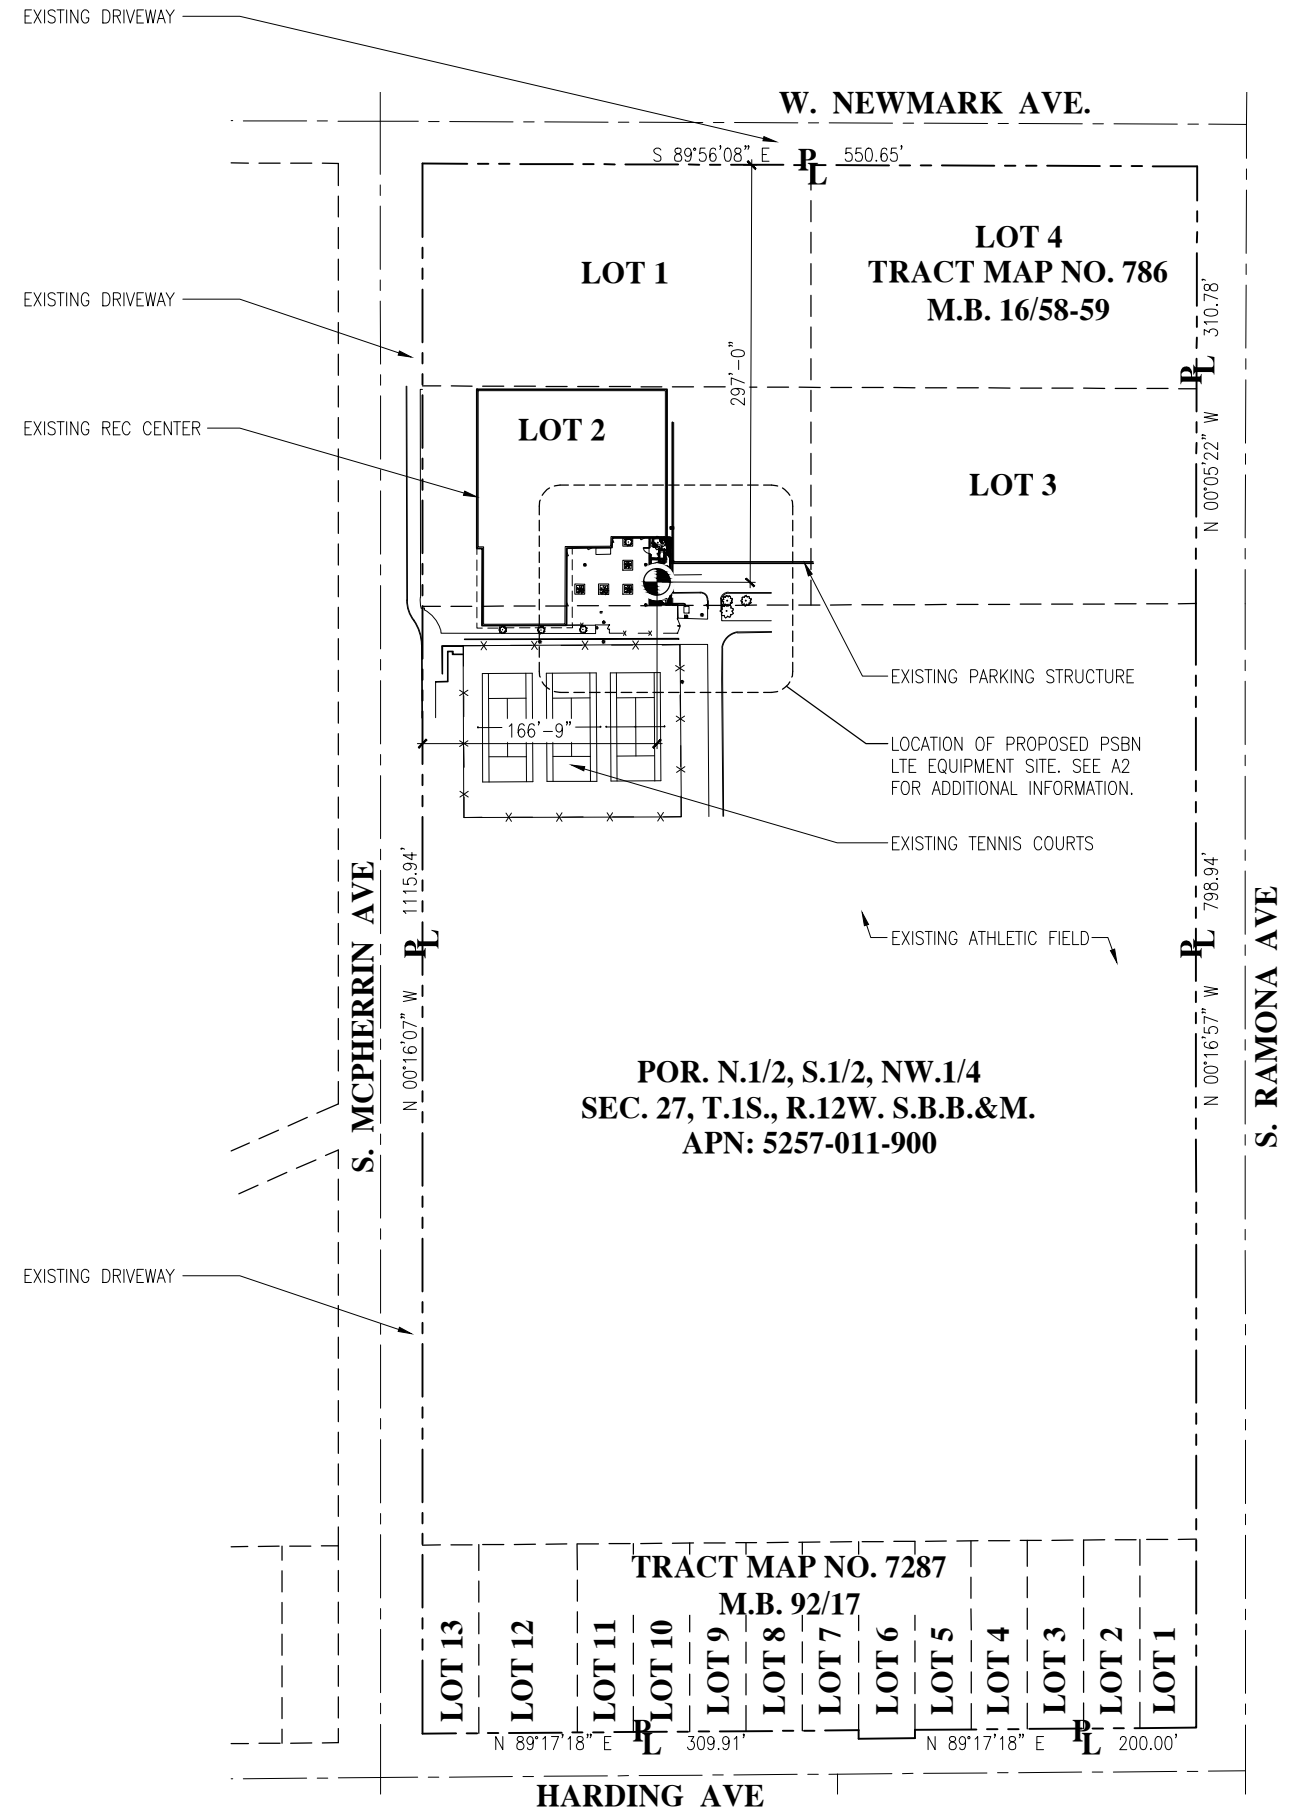 EXISTING DRIVEWAY
W. NEWMARK AVE.
S 89°56'08" E
PL
550.65'
LOT 1
LOT 4
TRACT MAP NO. 786
M.B. 16/58-59
EXISTING DRIVEWAY
310.78'
PL
N 00°05'22" W
297'-0"
EXISTING REC CENTER
LOT 2
LOT 3
EXISTING PARKING STRUCTURE
166'-9"
LOCATION OF PROPOSED PSBN
LTE EQUIPMENT SITE. SEE A2
FOR ADDITIONAL INFORMATION.
EXISTING TENNIS COURTS
S. MCPHERRIN AVE
1115.94'
PL
N 00°16'07" W
EXISTING ATHLETIC FIELD
798.94'
PL
N 00°16'57" W
S. RAMONA AVE
POR. N.1/2, S.1/2, NW.1/4
SEC. 27, T.1S., R.12W. S.B.B.&M.
APN: 5257-011-900
EXISTING DRIVEWAY
TRACT MAP NO. 7287
M.B. 92/17
LOT 13
LOT 12
LOT 11
LOT 10
LOT 9
LOT 8
LOT 7
LOT 6
LOT 5
LOT 4
LOT 3
LOT 2
LOT 1
N 89°17'18" E
PL
309.91'
N 89°17'18" E
PL
200.00'
HARDING AVE